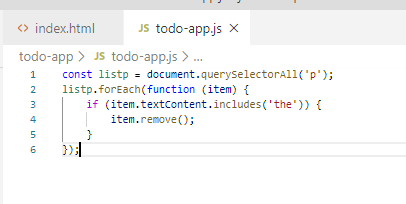 <> index.html JS todo-app.js ×
todo-app > JS todo-app.js > ...
1 const listp = document.querySelectorAll('p');
2 listp.forEach(function (item) {
3 if (item.textContent.includes('the')) {
4 item.remove();
5 }
6 });